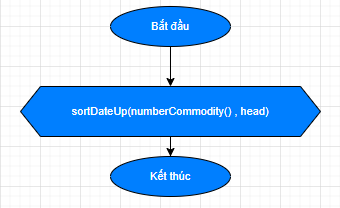 Bắt đầu
sortDateUp(numberCommodity() , head)
Kết thúc